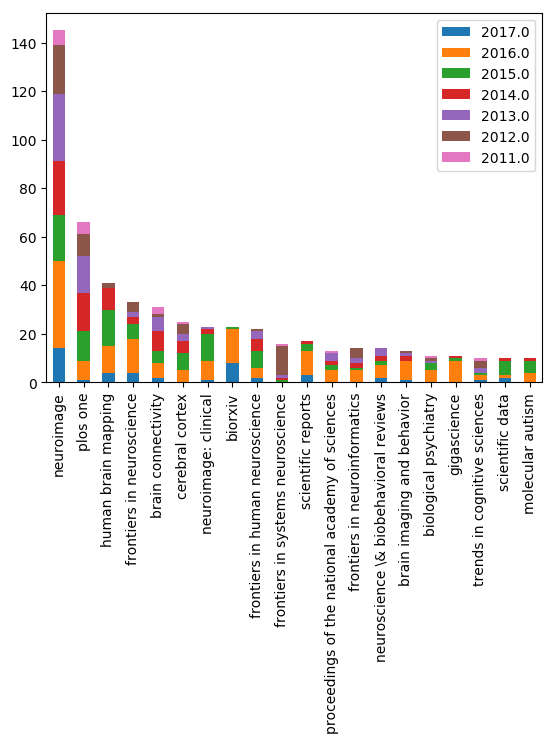 140
120
100
80
60
40
20
0
2017.0
2016.0
2015.0
2014.0
2013.0
2012.0
2011.0
neuroimage
plos one
human brain mapping
frontiers in neuroscience
brain connectivity
cerebral cortex
neuroimage: clinical
biorxiv
frontiers in human neuroscience
frontiers in systems neuroscience
scientific reports
proceedings of the national academy of sciences
frontiers in neuroinformatics
neuroscience \& biobehavioral reviews
brain imaging and behavior
biological psychiatry
gigascience
trends in cognitive sciences
scientific data
molecular autism